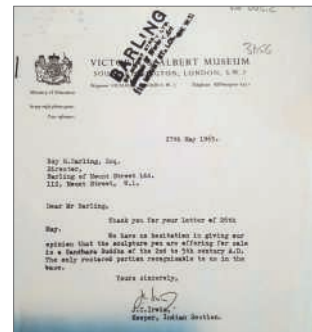 BARLING
VICTORIA ALBERT MUSEUM
SOUTH KENSINGTON, LONDON, S.W.7
Ministry of Education
27th May 1965.
Roy G.Barling, Esq.
Director,
Barling of Mount Street Ltd.
112, Mount Street, W.1.
Dear Mr Barling,
Thank you for your letter of 26th
May.
We have no hesitation in giving our
opinion that the sculpture you are offering for sale
is a Gandhara Buddha of the 2nd to 5th century A.D.
The only restored portion recognisable to us is the
base.
Yours sincerely,
J.C.Irwin,
Keeper, Indian Section.